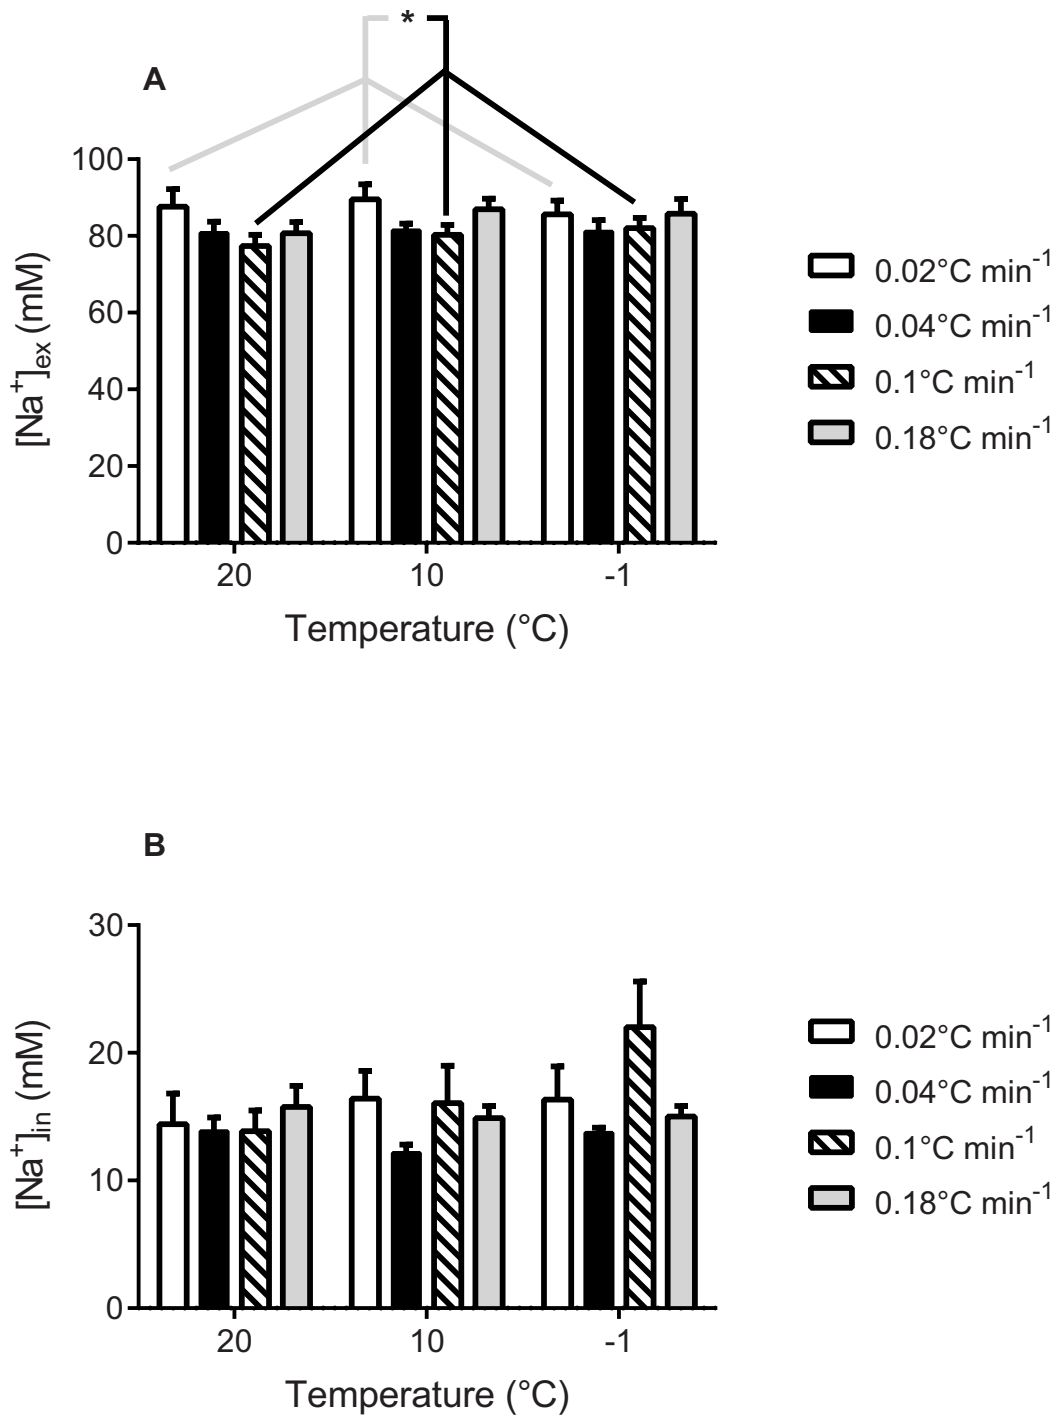 *
A
100
80
60
40
20
0
[Na⁺]ₑₓ (mM)
20 10 -1
Temperature (°C)
0.02°C min⁻¹
0.04°C min⁻¹
0.1°C min⁻¹
0.18°C min⁻¹
B
30
20
10
0
[Na⁺]ᵢₙ (mM)
20 10 -1
Temperature (°C)
0.02°C min⁻¹
0.04°C min⁻¹
0.1°C min⁻¹
0.18°C min⁻¹